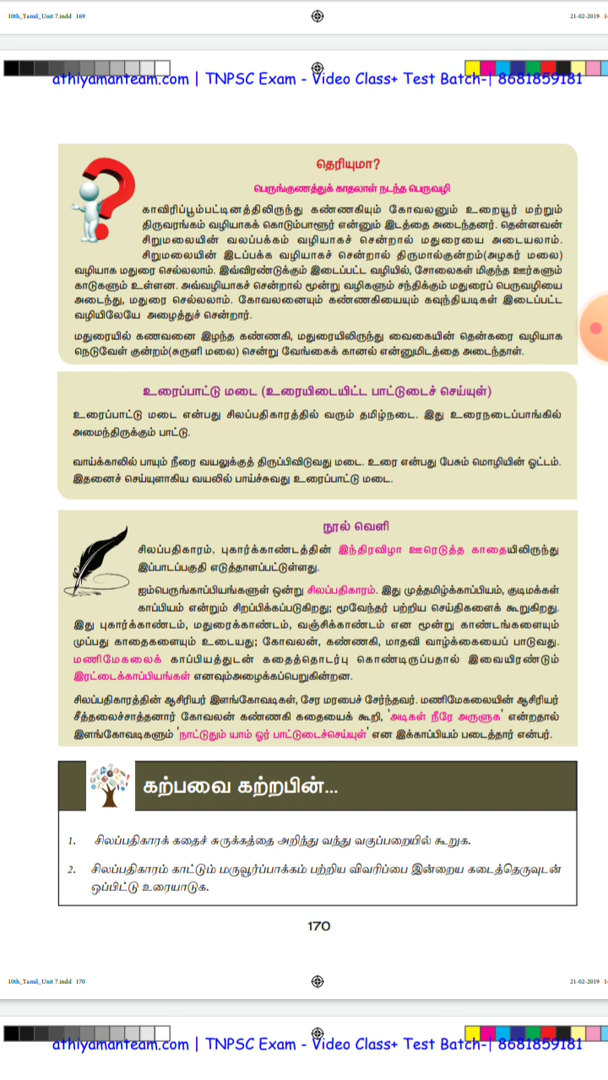 10th_Tamil_Unit 7.indd 169
21-02-2019 1
athiyamanteam.com | TNPSC Exam - Video Class+ Test Batch-| 8681859181
தெரியுமா?
பெருங்குணத்துக் காதலாள் நடந்த பெருவழி
காவிரிப்பூம்பட்டினத்திலிருந்து கண்ணகியும் கோவலனும் உறையூர் மற்றும்
திருவரங்கம் வழியாகக் கொடும்பாளூர் என்னும் இடத்தை அடைந்தனர். தென்னவன்
சிறுமலையின் வலப்பக்கம் வழியாகச் சென்றால் மதுரையை அடையலாம்.
சிறுமலையின் இடப்பக்க வழியாகச் சென்றால் திருமால்குன்றம்(அழகர் மலை)
வழியாக மதுரை செல்லலாம். இவ்விரண்டுக்கும் இடைப்பட்ட வழியில், சோலைகள் மிகுந்த ஊர்களும்
காடுகளும் உள்ளன. அவ்வழியாகச் சென்றால் மூன்று வழிகளும் சந்திக்கும் மதுரைப் பெருவழியை
அடைந்து, மதுரை செல்லலாம். கோவலனையும் கண்ணகியையும் கவுந்தியடிகள் இடைப்பட்ட
வழியிலேயே அழைத்துச் சென்றார்.
மதுரையில் கணவனை இழந்த கண்ணகி, மதுரையிலிருந்து வைகையின் தென்கரை வழியாக
நெடுவேள் குன்றம்(சுருளி மலை) சென்று வேங்கைக் கானல் என்னுமிடத்தை அடைந்தாள்.
உரைப்பாட்டு மடை (உரையிடையிட்ட பாட்டுடைச் செய்யுள்)
உரைப்பாட்டு மடை என்பது சிலப்பதிகாரத்தில் வரும் தமிழ்நடை. இது உரைநடைப்பாங்கில்
அமைந்திருக்கும் பாட்டு.
வாய்க்காலில் பாயும் நீரை வயலுக்குத் திருப்பிவிடுவது மடை. உரை என்பது பேசும் மொழியின் ஓட்டம்.
இதனைச் செய்யுளாகிய வயலில் பாய்ச்சுவது உரைப்பாட்டு மடை.
நூல் வெளி
சிலப்பதிகாரம், புகார்க்காண்டத்தின் இந்திரவிழா ஊரெடுத்த காதையிலிருந்து
இப்பாடப்பகுதி எடுத்தாளப்பட்டுள்ளது.
ஐம்பெருங்காப்பியங்களுள் ஒன்று சிலப்பதிகாரம். இது முத்தமிழ்க்காப்பியம், குடிமக்கள்
காப்பியம் என்றும் சிறப்பிக்கப்படுகிறது; மூவேந்தர் பற்றிய செய்திகளைக் கூறுகிறது.
இது புகார்க்காண்டம், மதுரைக்காண்டம், வஞ்சிக்காண்டம் என மூன்று காண்டங்களையும்
முப்பது காதைகளையும் உடையது; கோவலன், கண்ணகி, மாதவி வாழ்க்கையைப் பாடுவது.
மணிமேகலைக் காப்பியத்துடன் கதைத்தொடர்பு கொண்டிருப்பதால் இவையிரண்டும்
இரட்டைக்காப்பியங்கள் எனவும்அழைக்கப்பெறுகின்றன.
சிலப்பதிகாரத்தின் ஆசிரியர் இளங்கோவடிகள், சேர மரபைச் சேர்ந்தவர். மணிமேகலையின் ஆசிரியர்
சீத்தலைச்சாத்தனார் கோவலன் கண்ணகி கதையைக் கூறி, 'அடிகள் நீரே அருளுக' என்றதால்
இளங்கோவடிகளும் 'நாட்டுதும் யாம் ஓர் பாட்டுடைச்செய்யுள்' என இக்காப்பியம் படைத்தார் என்பர்.
கற்பவை கற்றபின்...
1. சிலப்பதிகாரக் கதைச் சுருக்கத்தை அறிந்து வந்து வகுப்பறையில் கூறுக.
2. சிலப்பதிகாரம் காட்டும் மருவூர்ப்பாக்கம் பற்றிய விவரிப்பை இன்றைய கடைத்தெருவுடன்
ஒப்பிட்டு உரையாடுக.
170
10th_Tamil_Unit 7.indd 170
21-02-2019 1
athiyamanteam.com | TNPSC Exam - Video Class+ Test Batch-| 8681859181